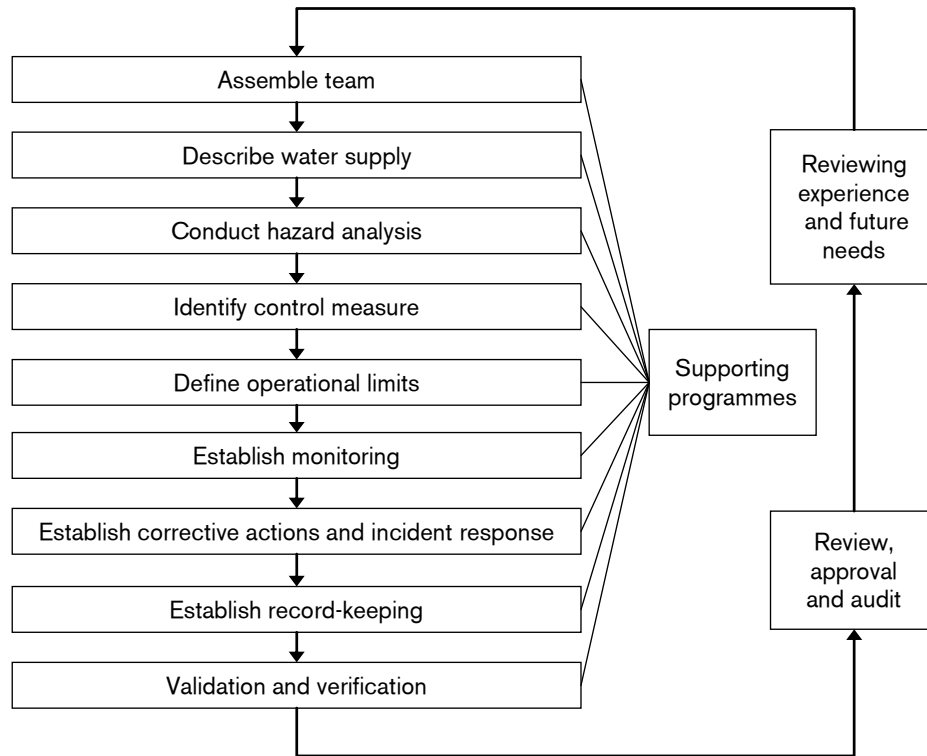 Assemble team
Describe water supply
Conduct hazard analysis
Identify control measure
Define operational limits
Establish monitoring
Establish corrective actions and incident response
Establish record-keeping
Validation and verification
Supporting
programmes
Reviewing
experience
and future
needs
Review,
approval
and audit